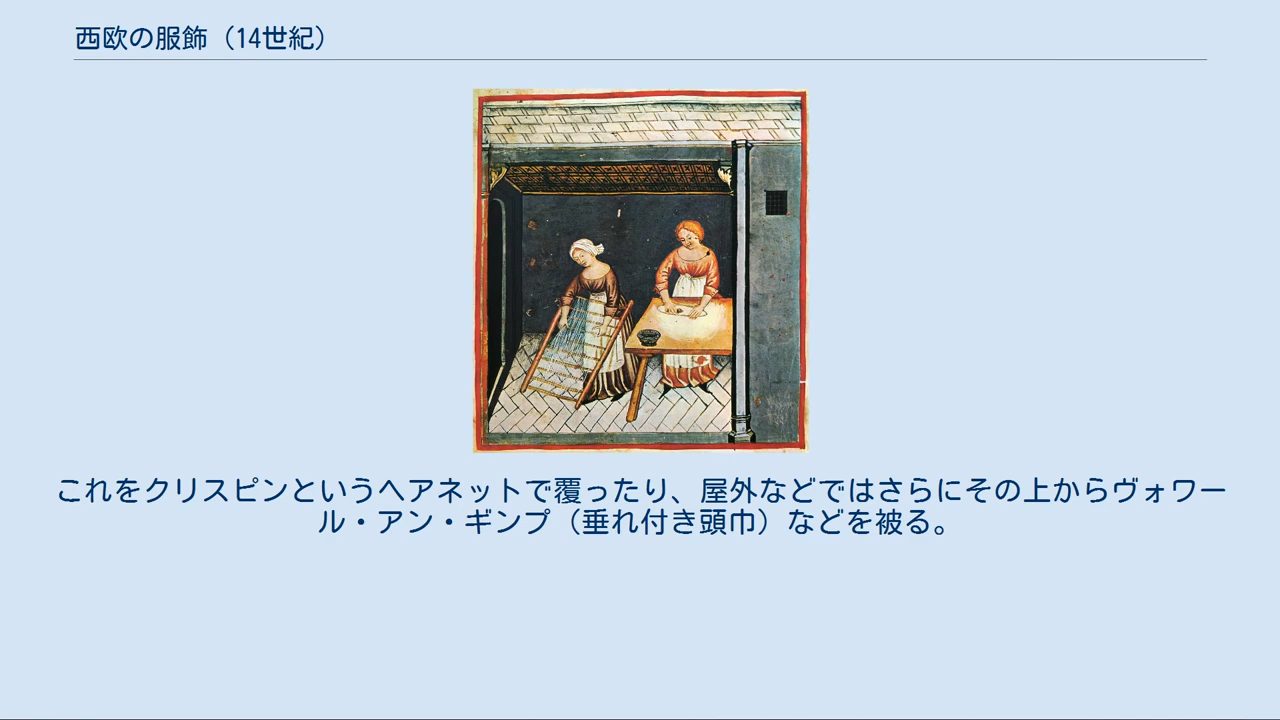 西欧の服飾（14世紀）
これをクリスピンというヘアネットで覆ったり、屋外などではさらにその上からヴォワー
ル・アン・ギンプ（垂れ付き頭巾）などを被る。